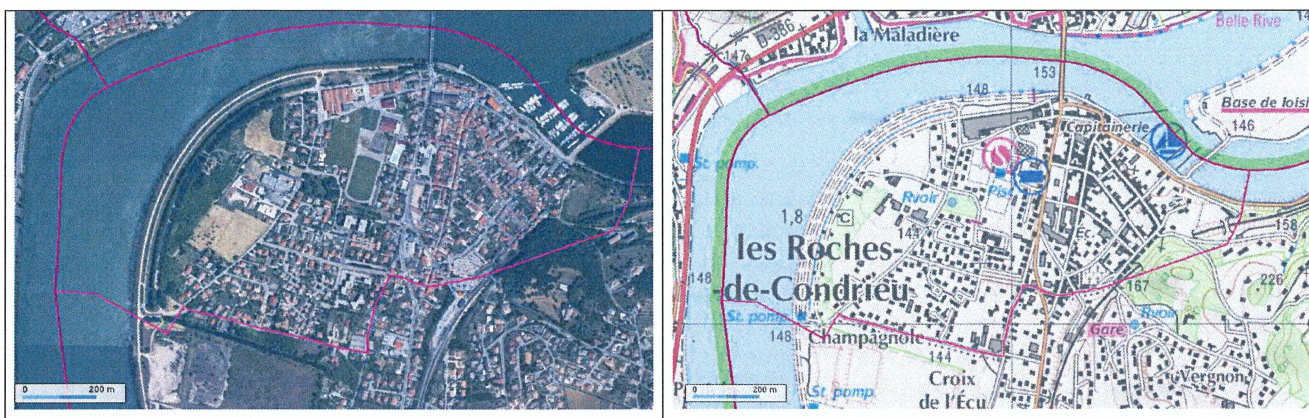 0 200 m
Belle Rive
D-386
la Maladière
147
153
148
Base de loisi
Capitainerie
146
St. pomp.
Rvoir
1,8
C
144
Éc.
158
les Roches-
-de-Condrieu
148
226
167
St. pomp.
Gare
Rvoir
148
Champagnole
144
Croix
de l'Écu
Vergnon
0 200 m
St. pomp.